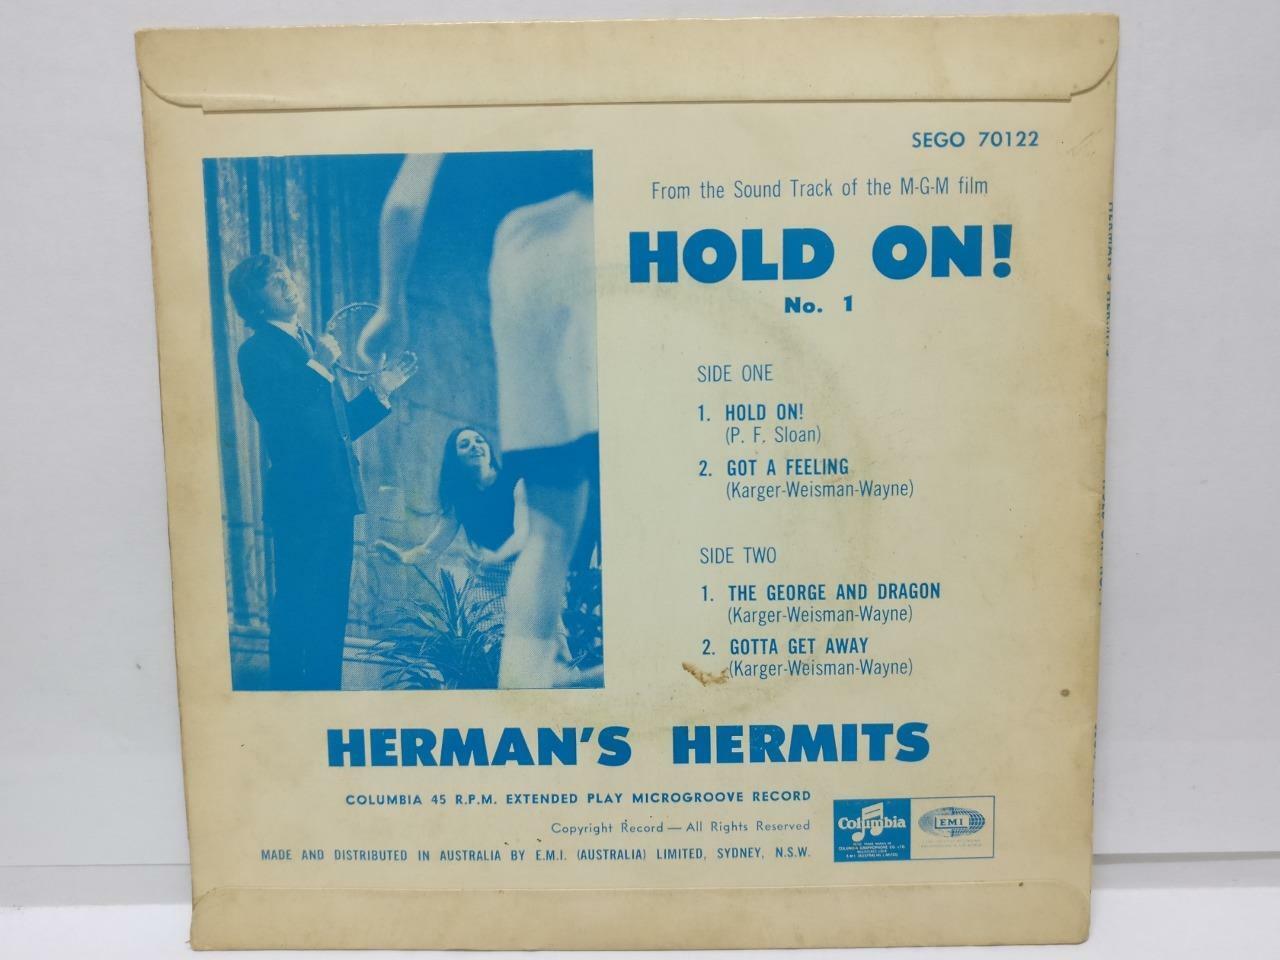 SEGO 70122
From the Sound Track of the M-G-M film
HOLD ON!
No. 1
SIDE ONE
1. HOLD ON!
(P. F. Sloan)
2. GOT A FEELING
(Karger-Weisman-Wayne)
SIDE TWO
1. THE GEORGE AND DRAGON
(Karger-Weisman-Wayne)
2. GOTTA GET AWAY
(Karger-Weisman-Wayne)
HERMAN'S HERMITS
COLUMBIA 45 R.P.M. EXTENDED PLAY MICROGROOVE RECORD
Copyright Record — All Rights Reserved
MADE AND DISTRIBUTED IN AUSTRALIA BY E.M.I. (AUSTRALIA) LIMITED, SYDNEY, N.S.W.
Columbia
EMI
HERMAN'S HERMITS